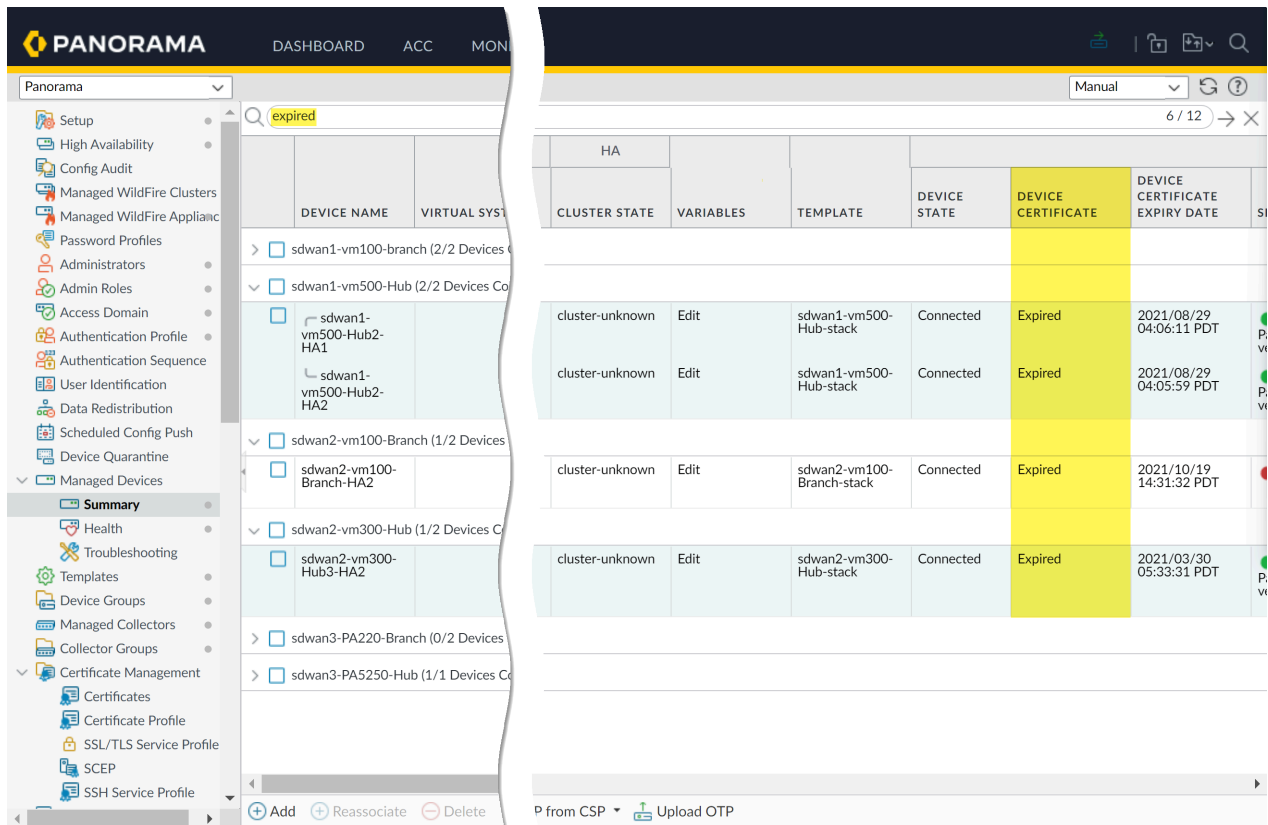 PANORAMA
DASHBOARD ACC
Panorama
Manual
Setup
High Availability
Config Audit
Managed WildFire Clusters
Managed WildFire
Password Profiles
Administrators
Admin Roles
Access Domain
Authentication Profile
Authentication Sequence
User Identification
Data Redistribution
Scheduled Config Push
Device Quarantine
Managed Devices
Summary
Health
Troubleshooting
Templates
Device Groups
Managed Collectors
Collector Groups
Certificate Management
Certificates
Certificate Profile
SSL/TLS Service Profile
SCEP
SSH Service Profile
expired
6 / 12
HA
DEVICE NAME
VIRTUAL
CLUSTER STATE
VARIABLES
TEMPLATE
DEVICE
STATE
DEVICE
CERTIFICATE
DEVICE
CERTIFICATE
EXPIRY DATE
sdwan1-vm100-branch (2/2 Devices
sdwan1-vm500-Hub (2/2 Devices
sdwan1-
vm500-Hub2-
HA1
cluster-unknown
Edit
sdwan1-vm500-
Hub-stack
Connected
Expired
2021/08/29
04:06:11 PDT
sdwan1-
vm500-Hub2-
HA2
cluster-unknown
Edit
sdwan1-vm500-
Hub-stack
Connected
Expired
2021/08/29
04:05:59 PDT
sdwan2-vm100-Branch (1/2 Devices
sdwan2-vm100-
Branch-HA2
cluster-unknown
Edit
sdwan2-vm100-
Branch-stack
Connected
Expired
2021/10/19
14:31:32 PDT
sdwan2-vm300-Hub (1/2 Devices
sdwan2-vm300-
Hub3-HA2
cluster-unknown
Edit
sdwan2-vm300-
Hub-stack
Connected
Expired
2021/03/30
05:33:31 PDT
sdwan3-PA220-Branch (0/2 Devices
sdwan3-PA5250-Hub (1/1 Devices
Add Reassociate Delete
from CSP Upload OTP